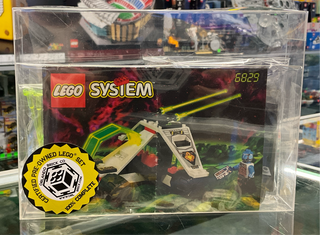 LEGO SYSTEM
6829
CERTIFIED PRE-OWNED LEGO® SET
100% COMPLETE